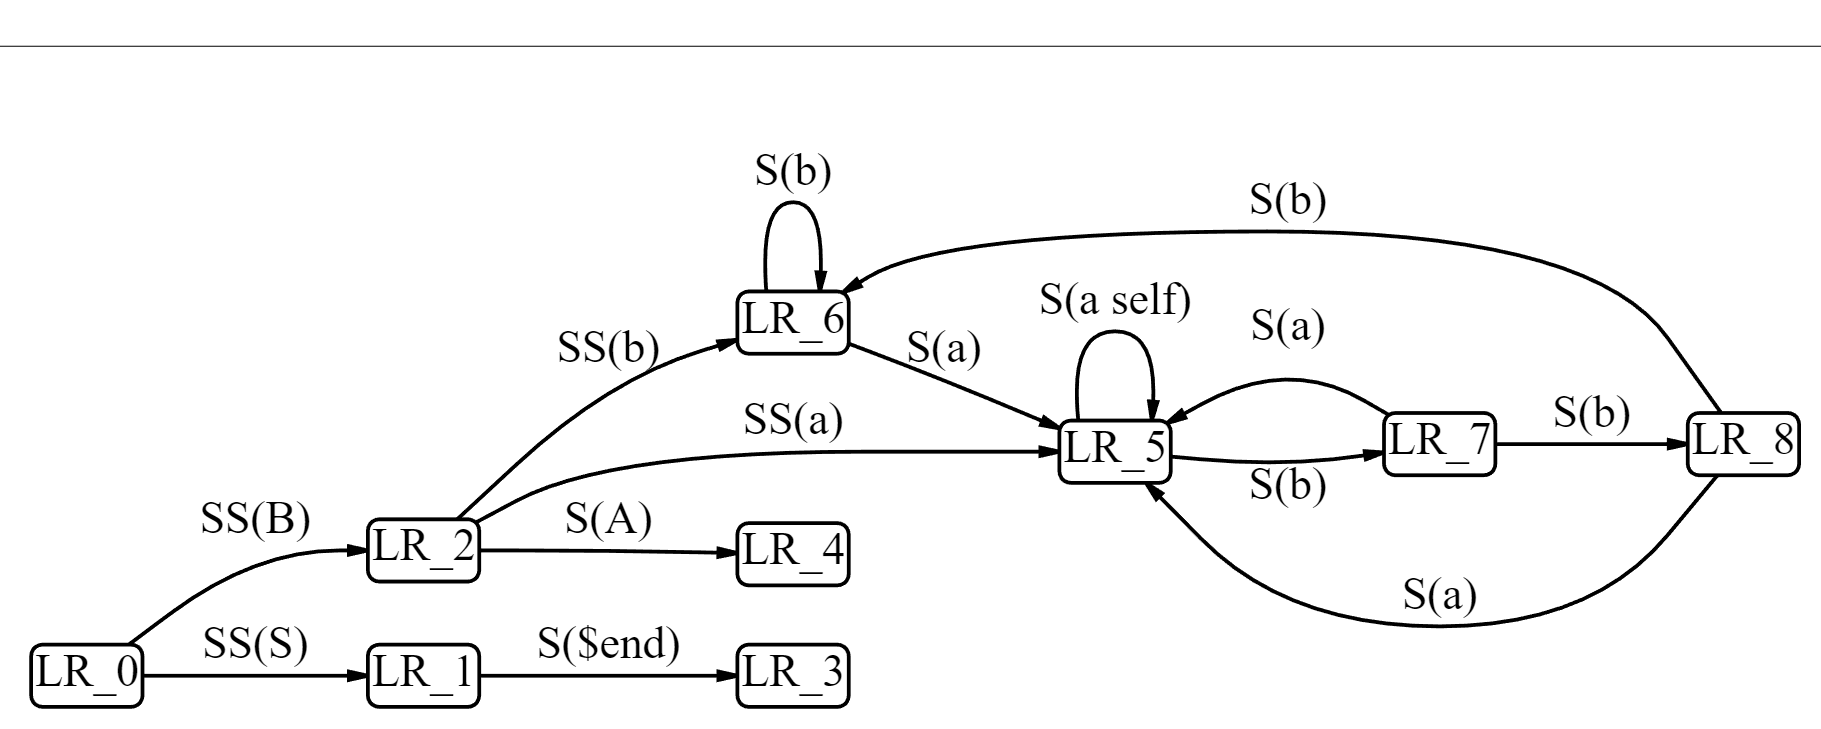 S(b)
S(b)
S(a self)
S(a)
LR_6
SS(b)
S(a)
SS(a)
S(b)
LR_5
LR_7
LR_8
S(b)
SS(B)
S(A)
LR_2
LR_4
S(a)
SS(S)
S($end)
LR_0
LR_1
LR_3